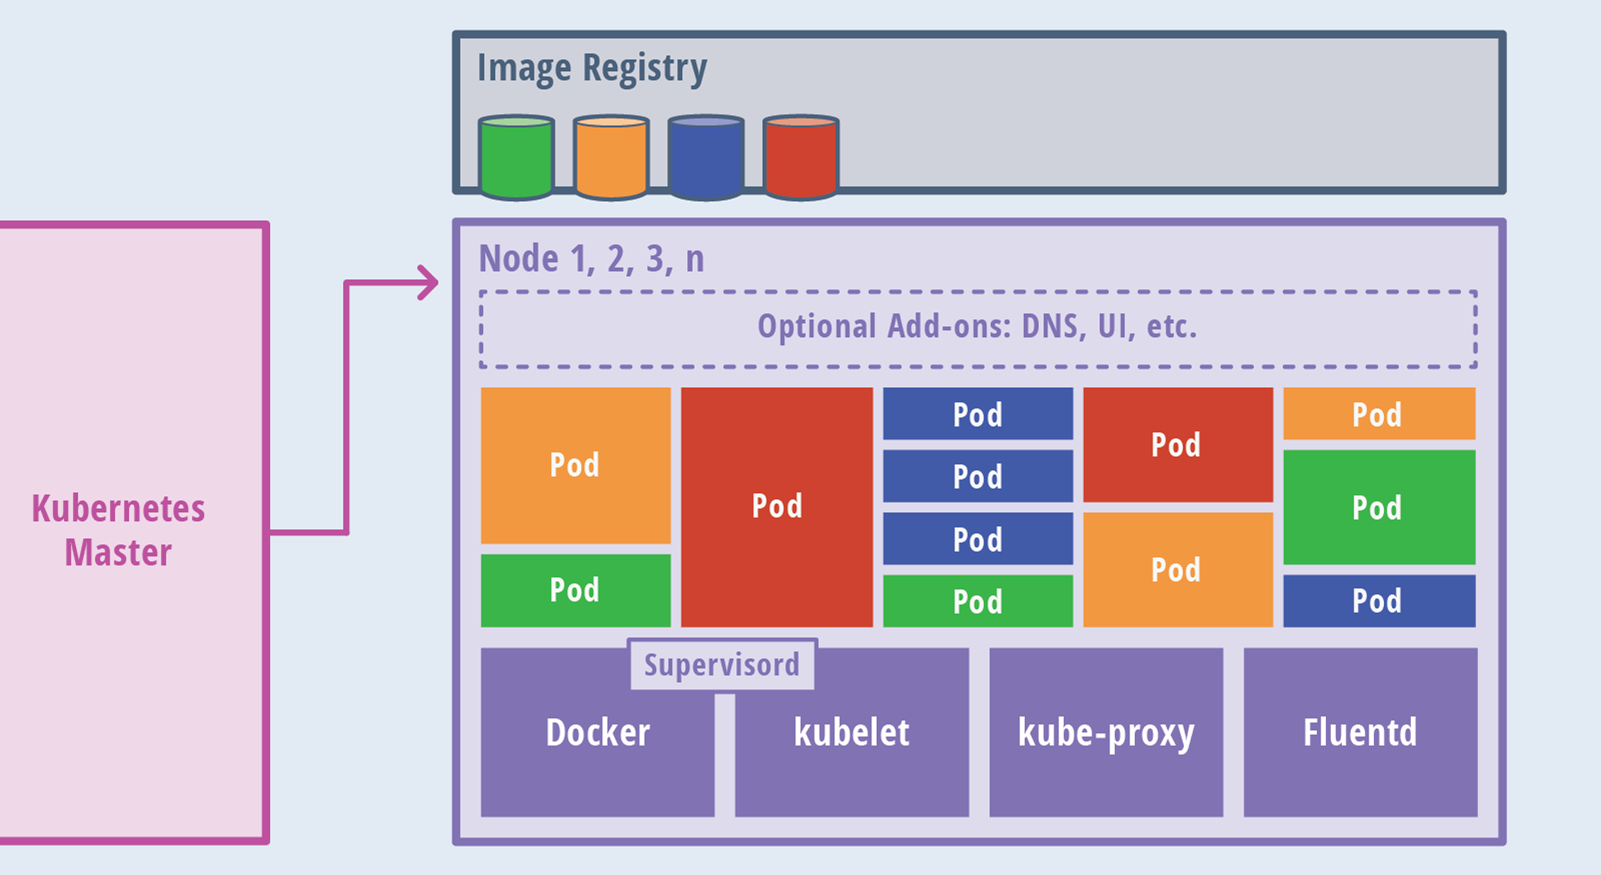 Image Registry
Kubernetes
Master
Node 1, 2, 3, n
Optional Add-ons: DNS, UI, etc.
Pod
Pod
Pod
Pod
Pod
Pod
Pod
Pod
Pod
Pod
Pod
Pod
Supervisord
Docker
kubelet
kube-proxy
Fluentd